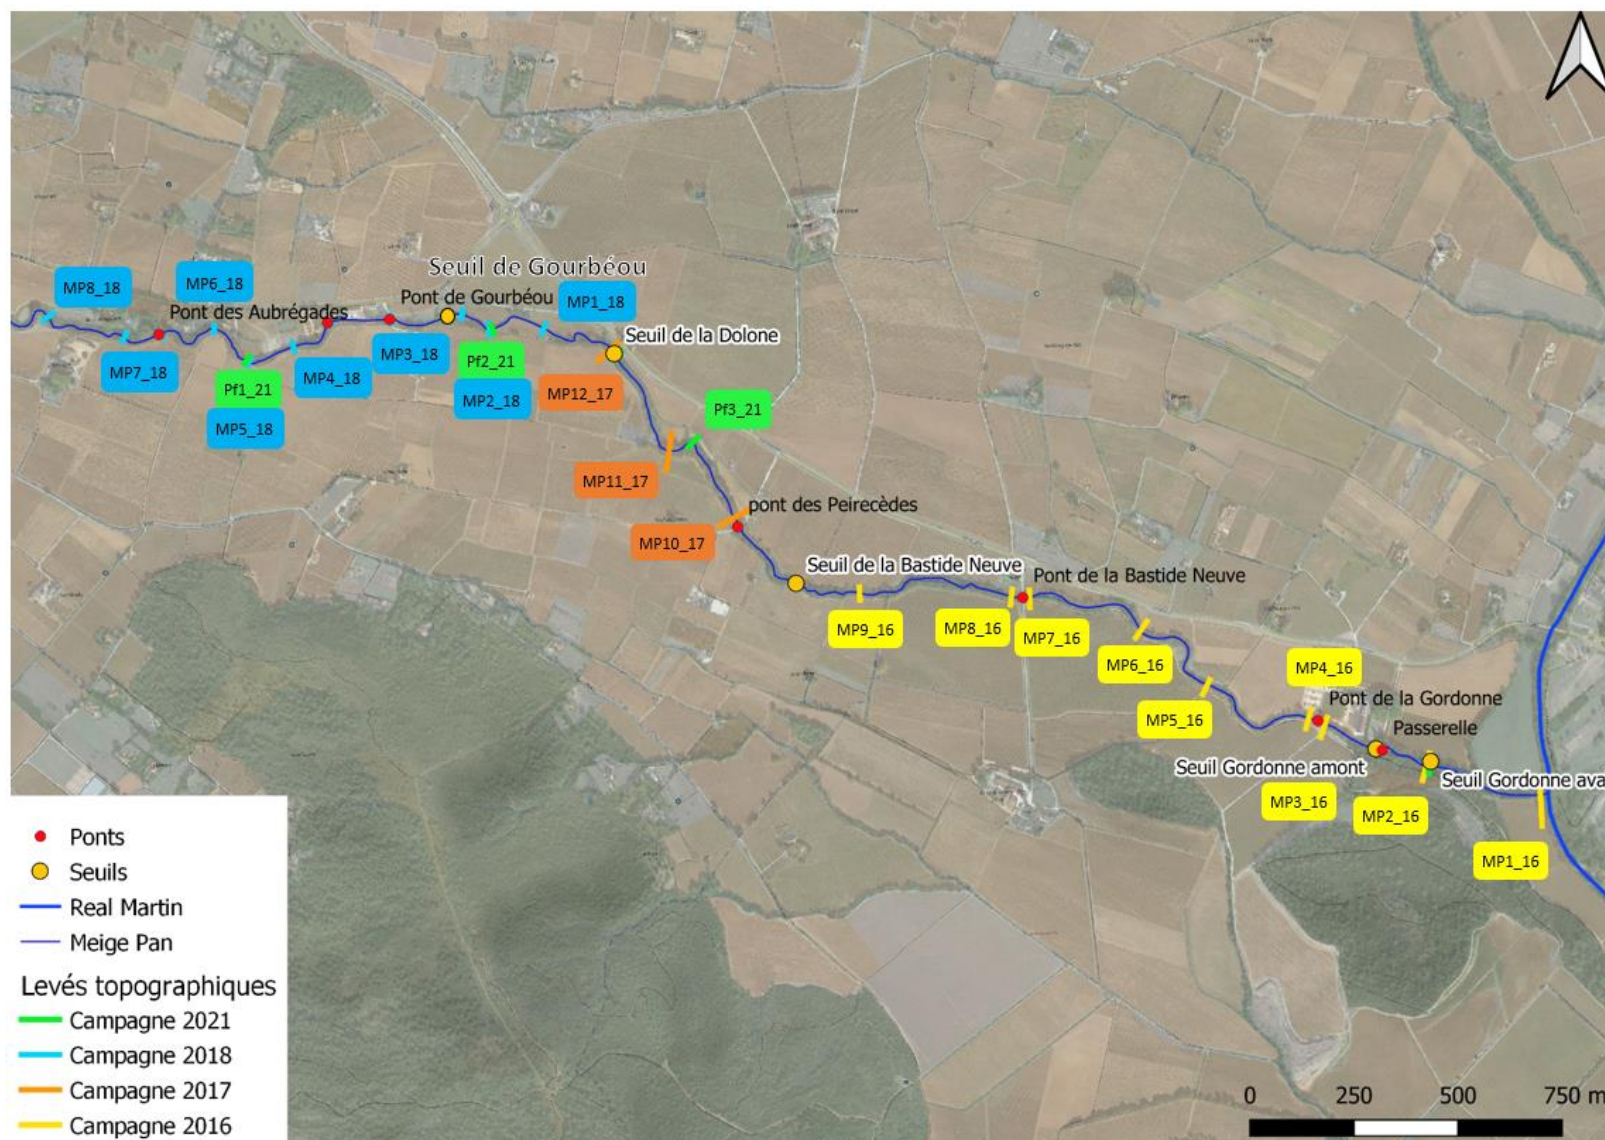 Seuil de Gourbéou
MP8_18
MP6_18
Pont des Aubrégades
Pont de Gourbéou
MP1_18
Seuil de la Dolone
MP7_18
MP4_18
MP3_18
Pf2_21
Pf1_21
MP2_18
MP12_17
MP5_18
Pf3_21
MP11_17
pont des Peirecèdes
MP10_17
Seuil de la Bastide Neuve
Pont de la Bastide Neuve
MP9_16
MP8_16
MP7_16
MP6_16
MP4_16
MP5_16
Pont de la Gordonne
Passerelle
Seuil Gordonne amont
Seuil Gordonne ava
MP3_16
MP2_16
MP1_16
Ponts
Seuils
Real Martin
Meige Pan
Levés topographiques
Campagne 2021
Campagne 2018
Campagne 2017
Campagne 2016
0 250 500 750 m